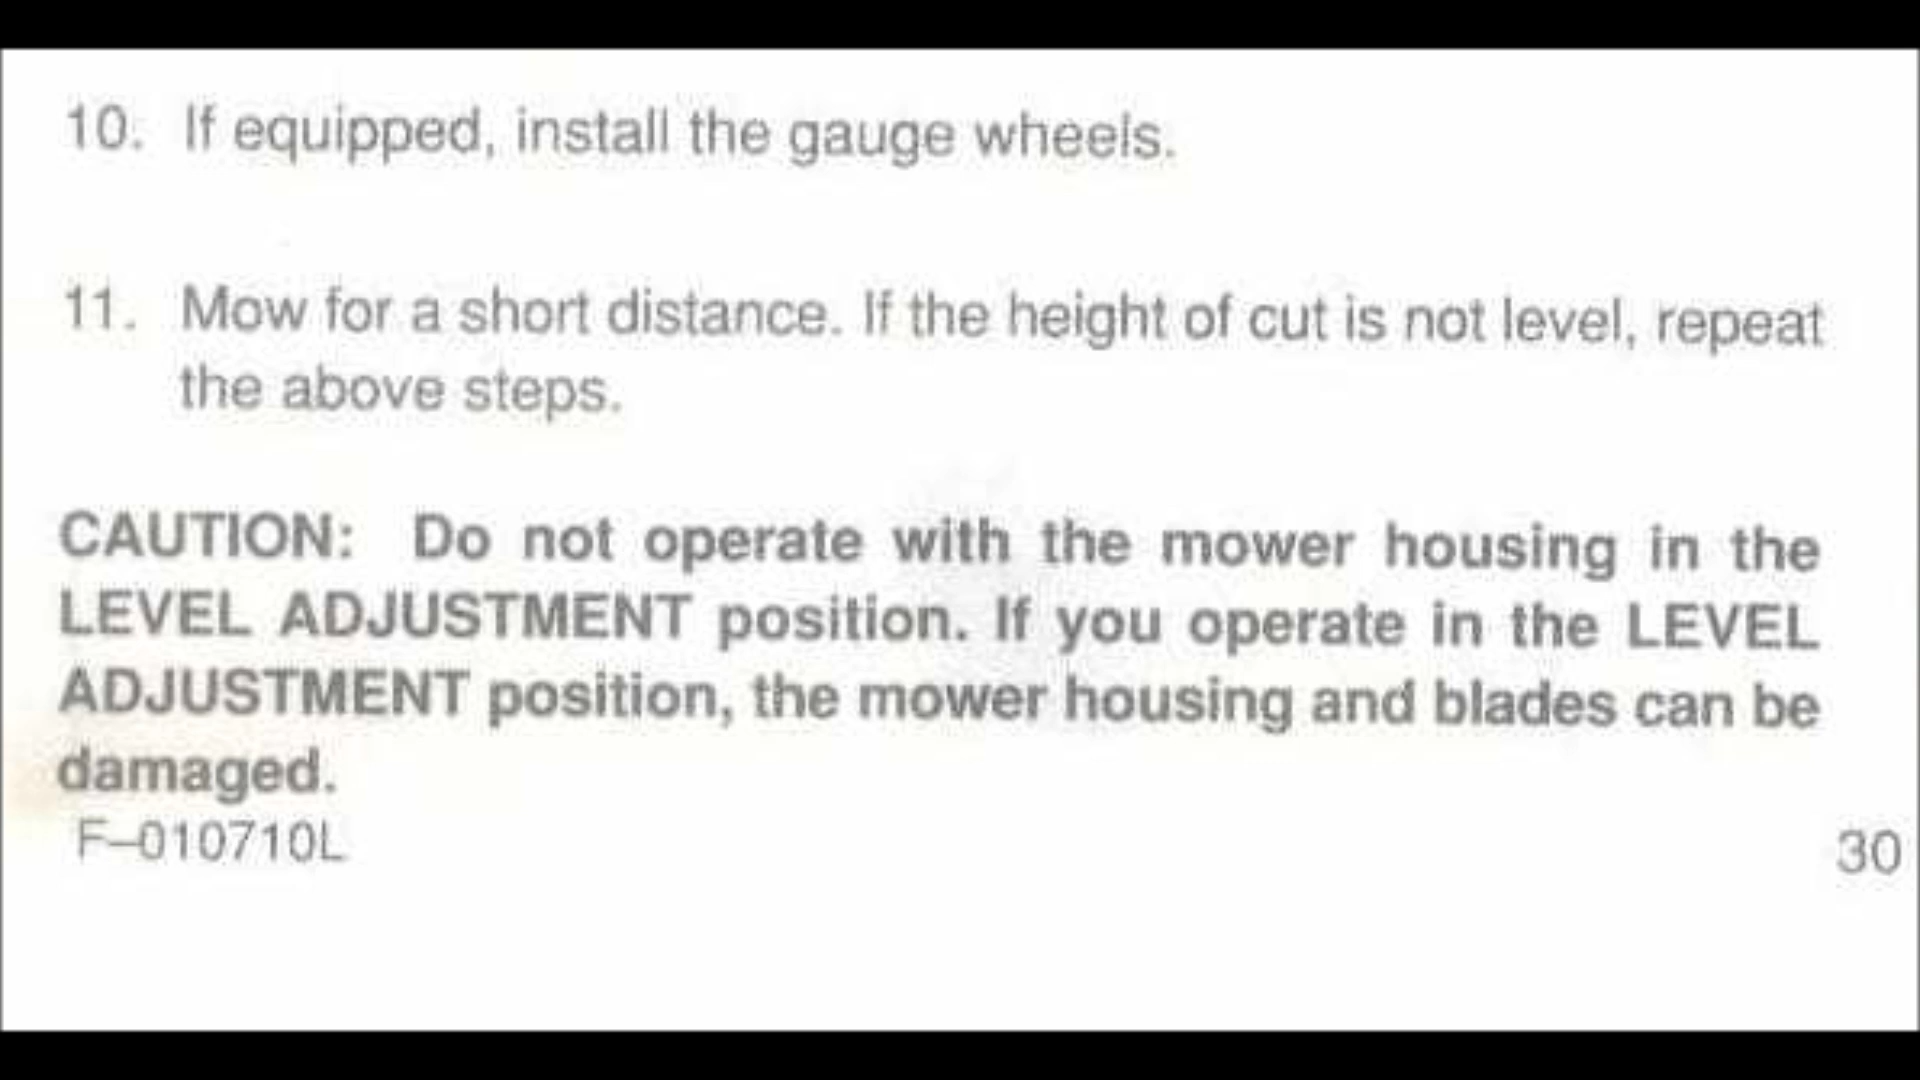 10. If equipped, install the gauge wheels.
11. Mow for a short distance. If the height of cut is not level, repeat
the above steps.
CAUTION: Do not operate with the mower housing in the
LEVEL ADJUSTMENT position. If you operate in the LEVEL
ADJUSTMENT position, the mower housing and blades can be
damaged.
F–010710L
30